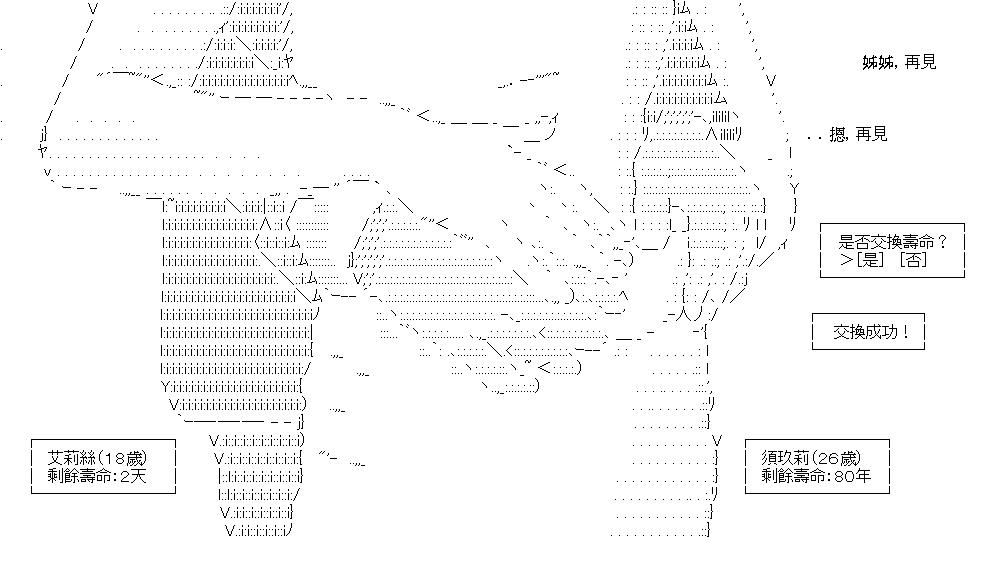 姊姊，再見
．．摁，再見
是否交換壽命？
＞［是］　［否］
交換成功！
艾莉絲（18歲）
剩餘壽命：2天
須玖莉（26歲）
剩餘壽命：80年